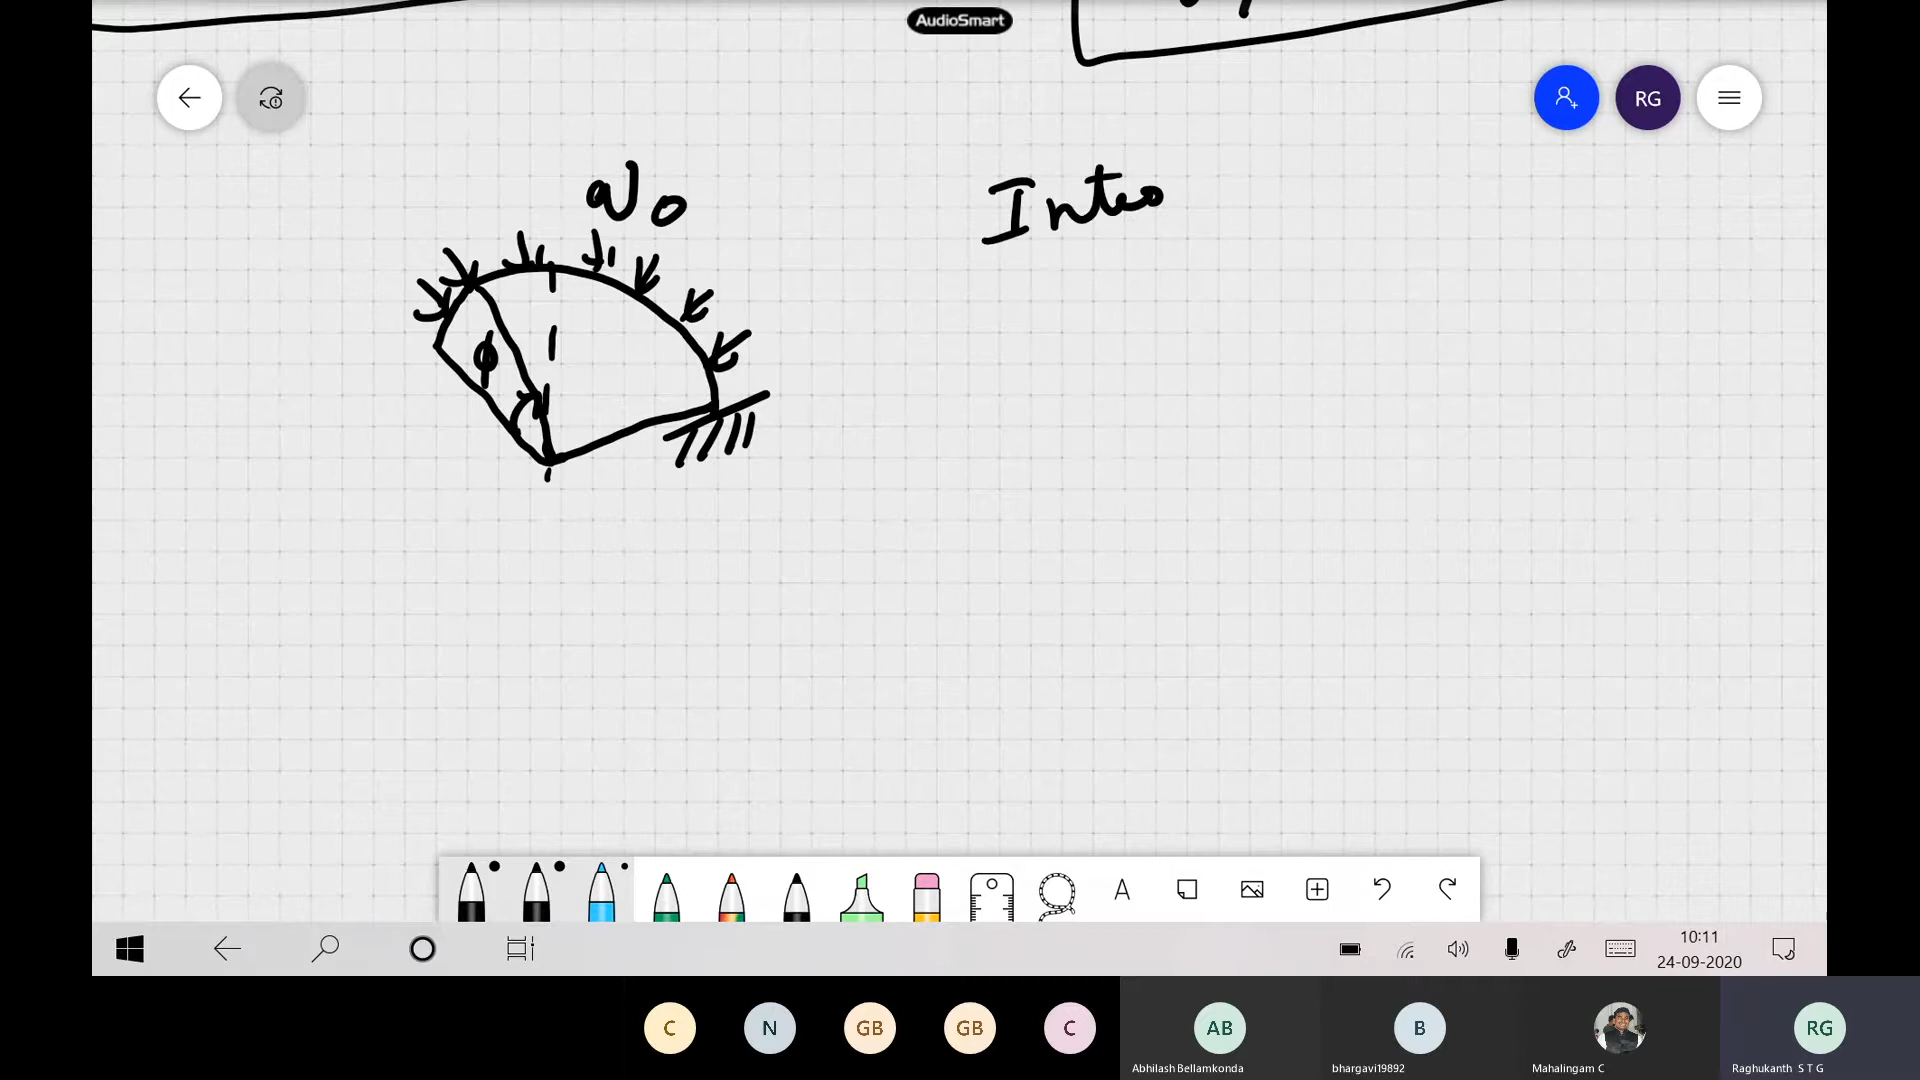 AudioSmart
RG
w₀
Inte
φ
A
10:11
24-09-2020
C
N
GB
GB
C
AB
B
RG
Abhilash Bellamkonda
bhargavi19892
Mahalingam C
Raghukanth S T G